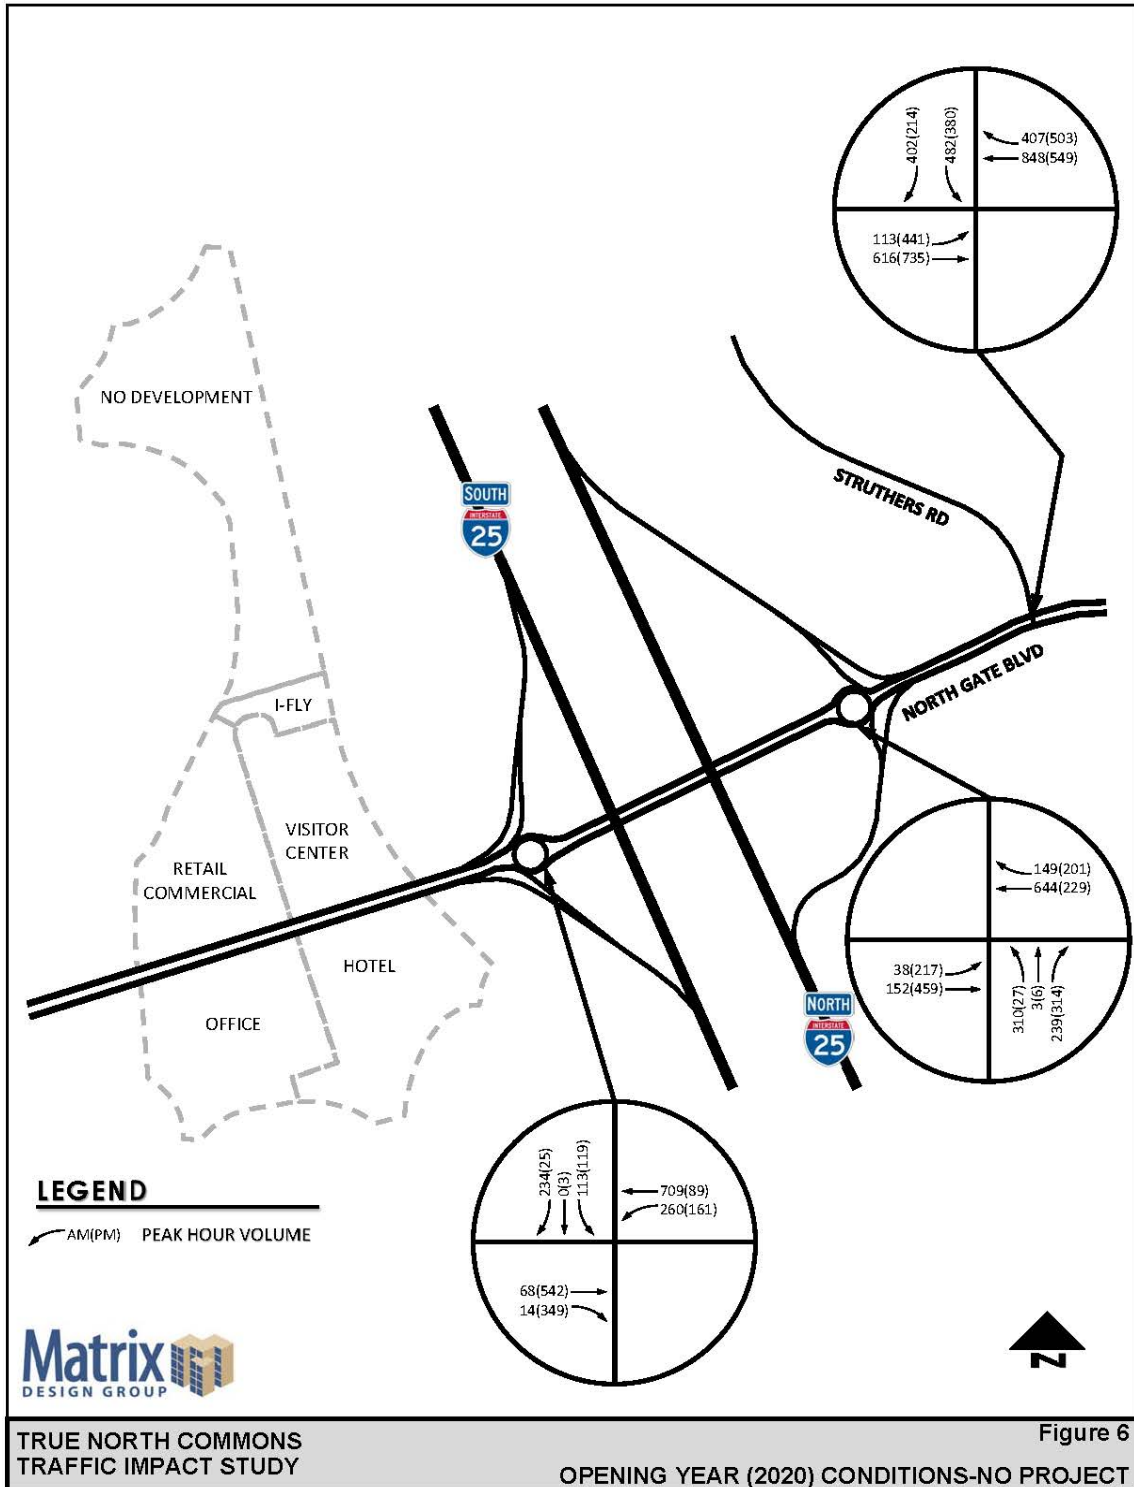 402(214)
482(380)
407(503)
848(549)
113(441)
616(735)
NO DEVELOPMENT
SOUTH
INTERSTATE
25
STRUTHERS RD
NORTH GATE BLVD
I-FLY
VISITOR
CENTER
RETAIL
COMMERCIAL
HOTEL
OFFICE
149(201)
644(229)
38(217)
152(459)
310(27)
3(6)
239(314)
NORTH
INTERSTATE
25
234(25)
0(3)
113(119)
709(89)
260(161)
68(542)
14(349)
LEGEND
AM(PM) PEAK HOUR VOLUME
Matrix
DESIGN GROUP
N
TRUE NORTH COMMONS
TRAFFIC IMPACT STUDY
Figure 6
OPENING YEAR (2020) CONDITIONS-NO PROJECT